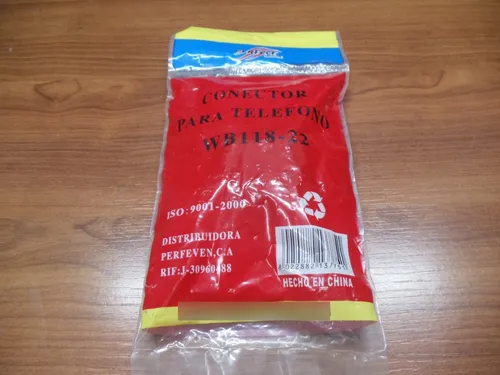 CONECTOR
PARA TELEFONO
WB118-22
ISO:9001-2000
DISTRIBUIDORA
PERFEVEN,C.A
RIF:J-30960488
HECHO EN CHINA